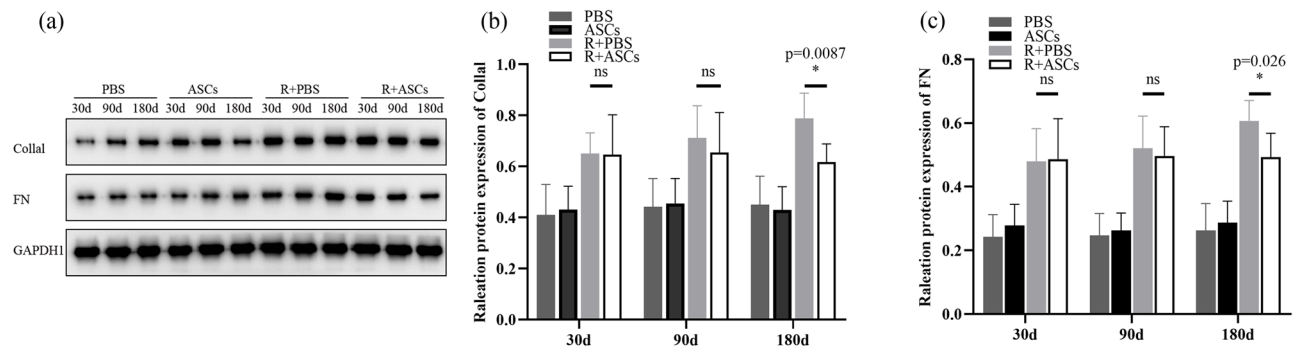 (a)
PBS ASCs R+PBS R+ASCs
30d 90d 180d 30d 90d 180d 30d 90d 180d 30d 90d 180d
Collal
FN
GAPDH1
(b)
PBS
ASCs
R+PBS
R+ASCs
Raleation protein expression of Collal
1.0
0.8
0.6
0.4
0.2
0.0
ns
ns
p=0.0087
*
30d 90d 180d
(c)
PBS
ASCs
R+PBS
R+ASCs
Raleation protein expression of FN
0.8
0.6
0.4
0.2
0.0
ns
ns
p=0.026
*
30d 90d 180d